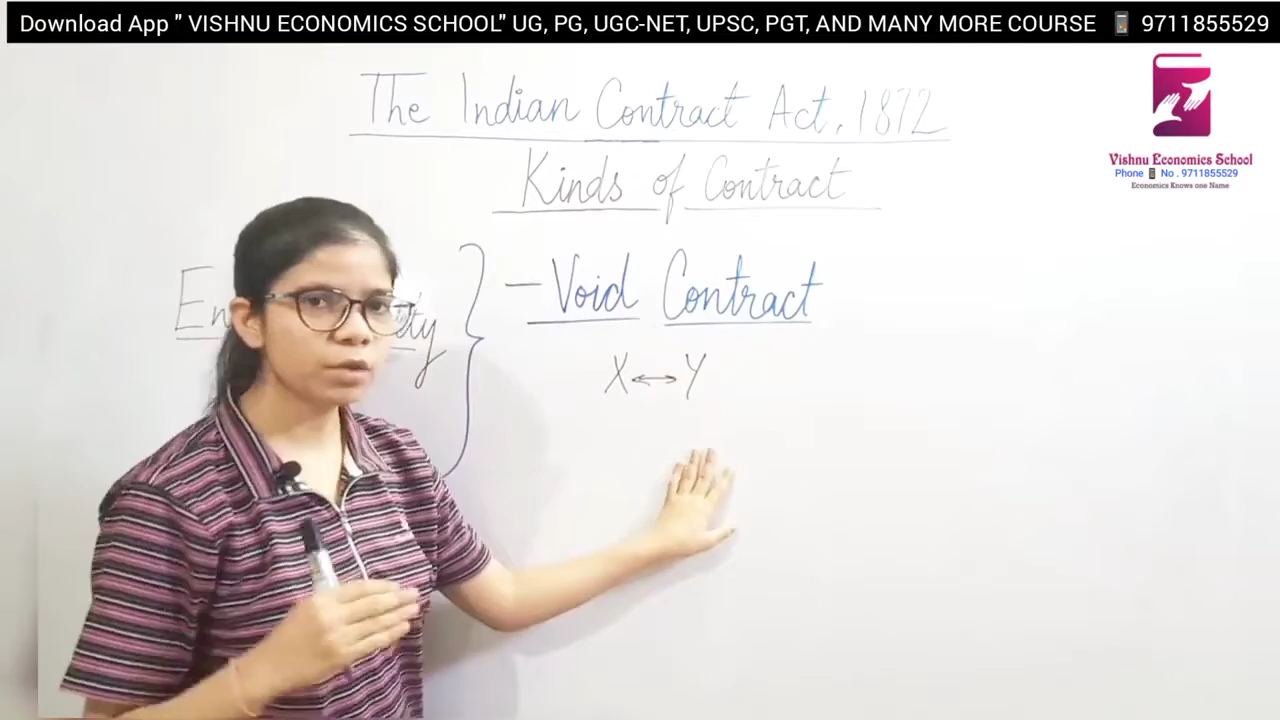 Download App " VISHNU ECONOMICS SCHOOL" UG, PG, UGC-NET, UPSC, PGT, AND MANY MORE COURSE 📱 9711855529
The Indian Contract Act, 1872
Kinds of Contract
Vishnu Economics School
Phone 📱 No . 9711855529
Economics Knows one Name
- Void Contract
X↔Y